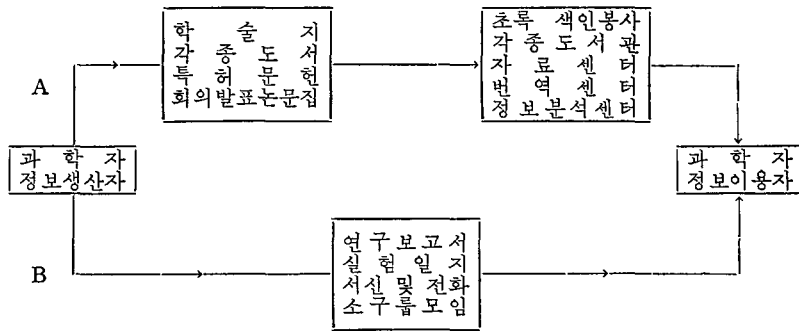 학술지
각종도서
특허문헌
회의발표논문집
초록 색인봉사
각종도서관
자료센터
번역센터
정보분석센터
A
과학자
정보생산자
과학자
정보이용자
연구보고서
실험일지
서신 및 전화
소구룹모임
B